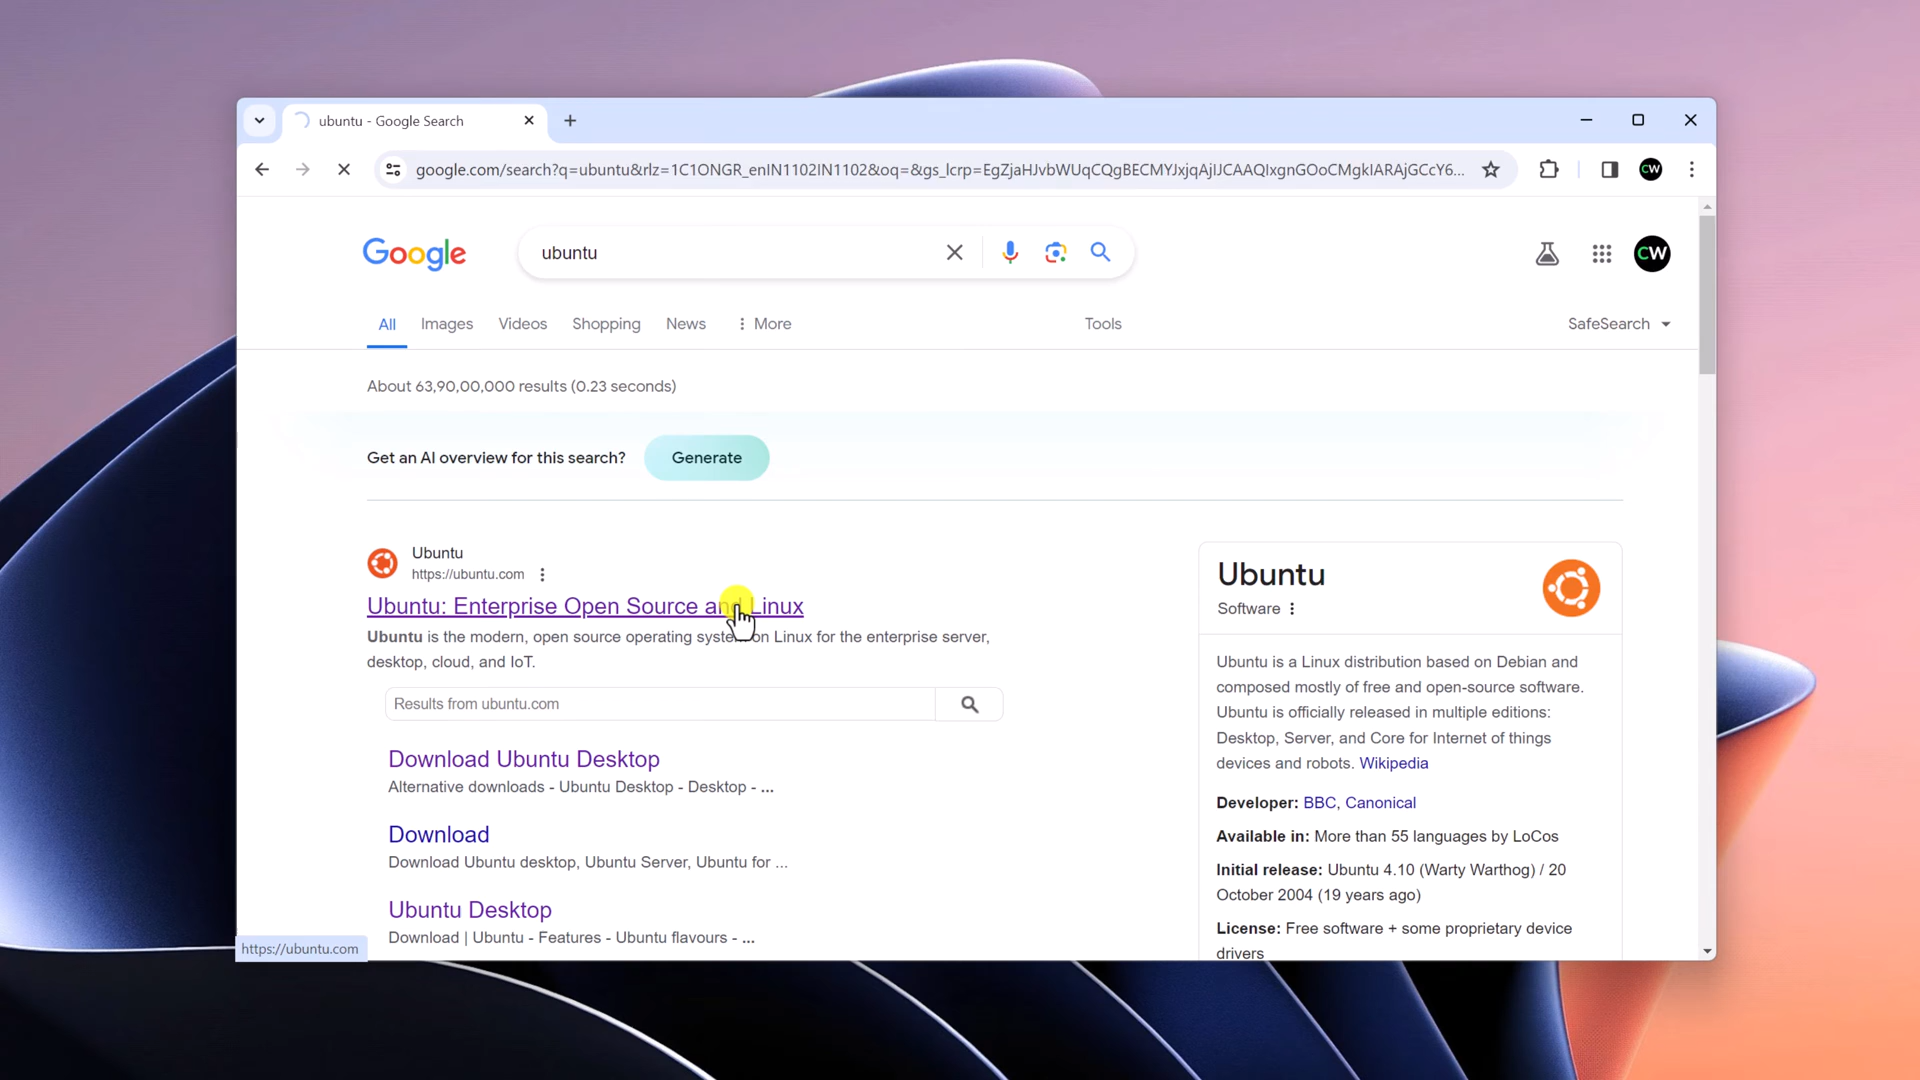 ubuntu - Google Search
google.com/search?q=ubuntu&rlz=1C1ONGR_enIN1102IN1102&oq=&gs_lcrp=EgZjaHJvbWUqCQgBECMYJxjqAjIJCAAQIxgnGOoCMgkIARAjGCcY6...
CW
Google
ubuntu
CW
All
Images
Videos
Shopping
News
More
Tools
SafeSearch
About 63,90,00,000 results (0.23 seconds)
Get an AI overview for this search?
Generate
Ubuntu
https://ubuntu.com
Ubuntu: Enterprise Open Source and Linux
Ubuntu is the modern, open source operating system on Linux for the enterprise server,
desktop, cloud, and IoT.
Results from ubuntu.com
Download Ubuntu Desktop
Alternative downloads - Ubuntu Desktop - Desktop - ...
Download
Download Ubuntu desktop, Ubuntu Server, Ubuntu for ...
Ubuntu Desktop
Download | Ubuntu - Features - Ubuntu flavours - ...
https://ubuntu.com
Ubuntu
Software
Ubuntu is a Linux distribution based on Debian and
composed mostly of free and open-source software.
Ubuntu is officially released in multiple editions:
Desktop, Server, and Core for Internet of things
devices and robots. Wikipedia
Developer: BBC, Canonical
Available in: More than 55 languages by LoCos
Initial release: Ubuntu 4.10 (Warty Warthog) / 20
October 2004 (19 years ago)
License: Free software + some proprietary device
drivers